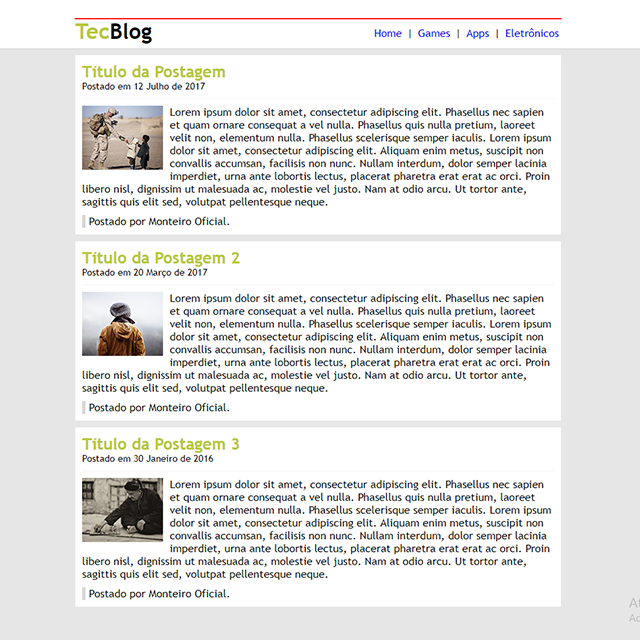 TecBlog
Home | Games | Apps | Eletrônicos
Título da Postagem
Postado em 12 Julho de 2017
Lorem ipsum dolor sit amet, consectetur adipiscing elit. Phasellus nec sapien
et quam ornare consequat a vel nulla. Phasellus quis nulla pretium, laoreet
velit non, elementum nulla. Phasellus scelerisque semper iaculis. Lorem ipsum
dolor sit amet, consectetur adipiscing elit. Aliquam enim metus, suscipit non
convallis accumsan, facilisis non nunc. Nullam interdum, dolor semper lacinia
imperdiet, urna ante lobortis lectus, placerat pharetra erat erat ac orci. Proin
libero nisl, dignissim ut malesuada ac, molestie vel justo. Nam at odio arcu. Ut tortor ante,
sagittis quis elit sed, volutpat pellentesque neque.
Postado por Monteiro Oficial.
Título da Postagem 2
Postado em 20 Março de 2017
Lorem ipsum dolor sit amet, consectetur adipiscing elit. Phasellus nec sapien
et quam ornare consequat a vel nulla. Phasellus quis nulla pretium, laoreet
velit non, elementum nulla. Phasellus scelerisque semper iaculis. Lorem ipsum
dolor sit amet, consectetur adipiscing elit. Aliquam enim metus, suscipit non
convallis accumsan, facilisis non nunc. Nullam interdum, dolor semper lacinia
imperdiet, urna ante lobortis lectus, placerat pharetra erat erat ac orci. Proin
libero nisl, dignissim ut malesuada ac, molestie vel justo. Nam at odio arcu. Ut tortor ante,
sagittis quis elit sed, volutpat pellentesque neque.
Postado por Monteiro Oficial.
Título da Postagem 3
Postado em 30 Janeiro de 2016
Lorem ipsum dolor sit amet, consectetur adipiscing elit. Phasellus nec sapien
et quam ornare consequat a vel nulla. Phasellus quis nulla pretium, laoreet
velit non, elementum nulla. Phasellus scelerisque semper iaculis. Lorem ipsum
dolor sit amet, consectetur adipiscing elit. Aliquam enim metus, suscipit non
convallis accumsan, facilisis non nunc. Nullam interdum, dolor semper lacinia
imperdiet, urna ante lobortis lectus, placerat pharetra erat erat ac orci. Proin
libero nisl, dignissim ut malesuada ac, molestie vel justo. Nam at odio arcu. Ut tortor ante,
sagittis quis elit sed, volutpat pellentesque neque.
Postado por Monteiro Oficial.